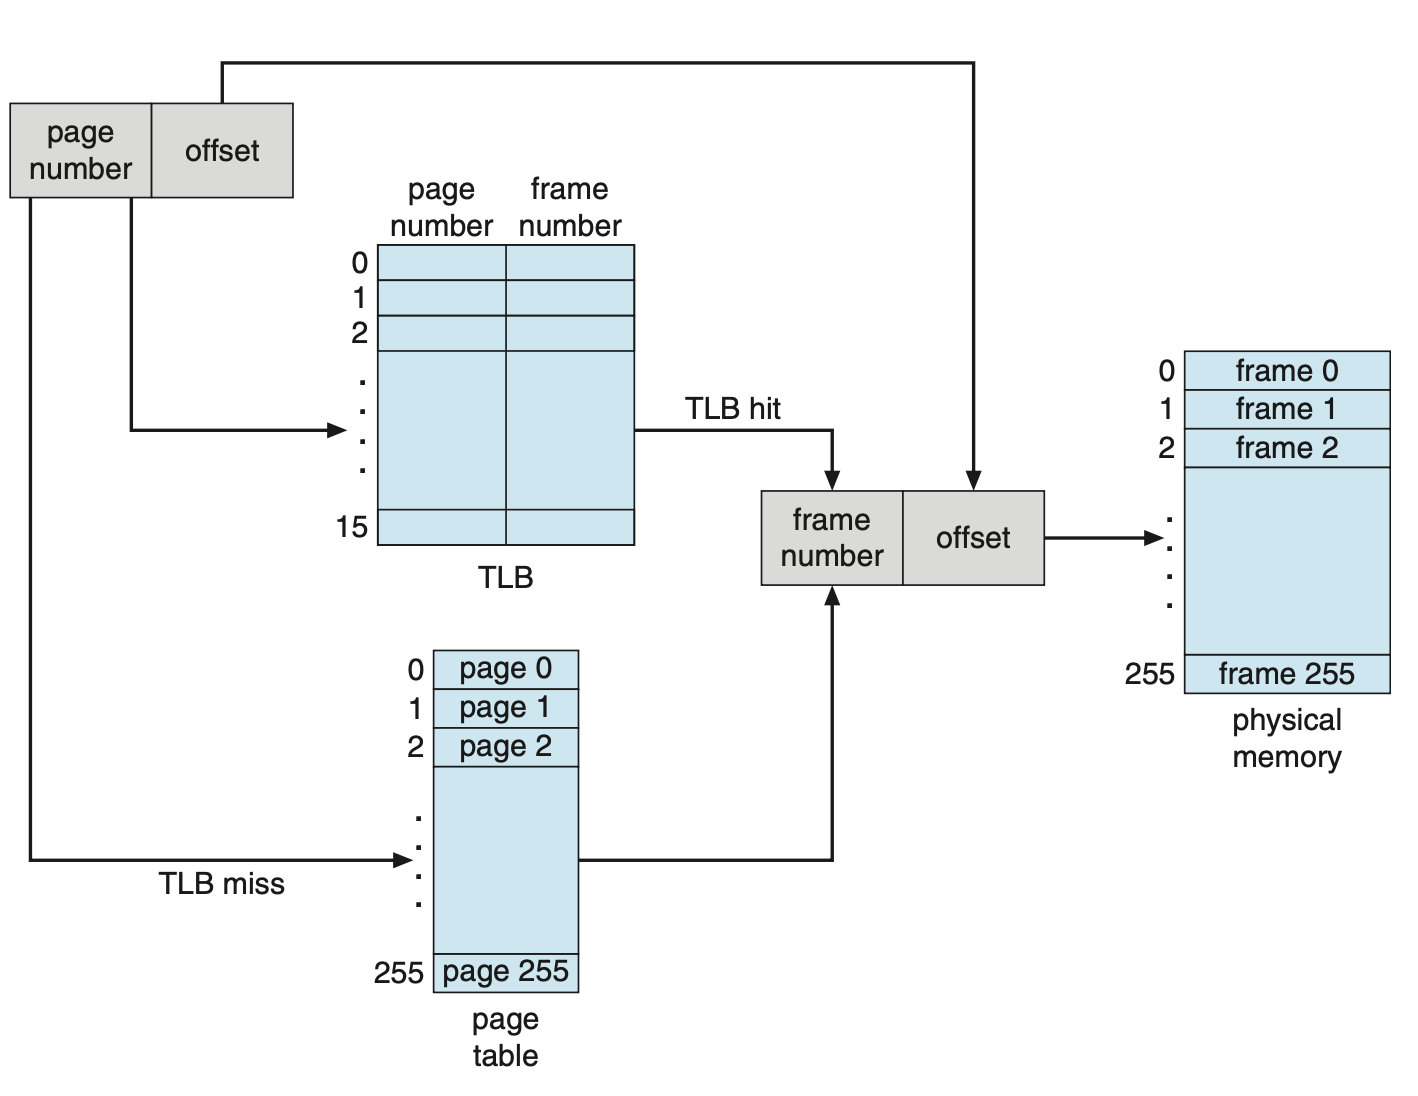 page
number
offset
page
number
frame
number
0
1
2
.
.
.
.
15
TLB
TLB hit
frame
number
offset
0
frame 0
1
frame 1
2
frame 2
.
.
.
.
255
frame 255
physical
memory
TLB miss
0
page 0
1
page 1
2
page 2
.
.
.
.
255
page 255
page
table